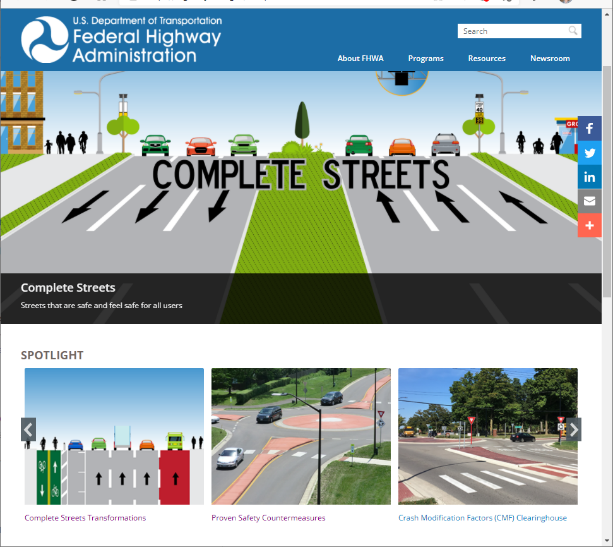 U.S. Department of Transportation
Federal Highway
Administration
Search
About FHWA Programs Resources Newsroom
COMPLETE STREETS
Complete Streets
Streets that are safe and feel safe for all users
SPOTLIGHT
Complete Streets Transformations
Proven Safety Countermeasures
Crash Modification Factors (CMF) Clearinghouse